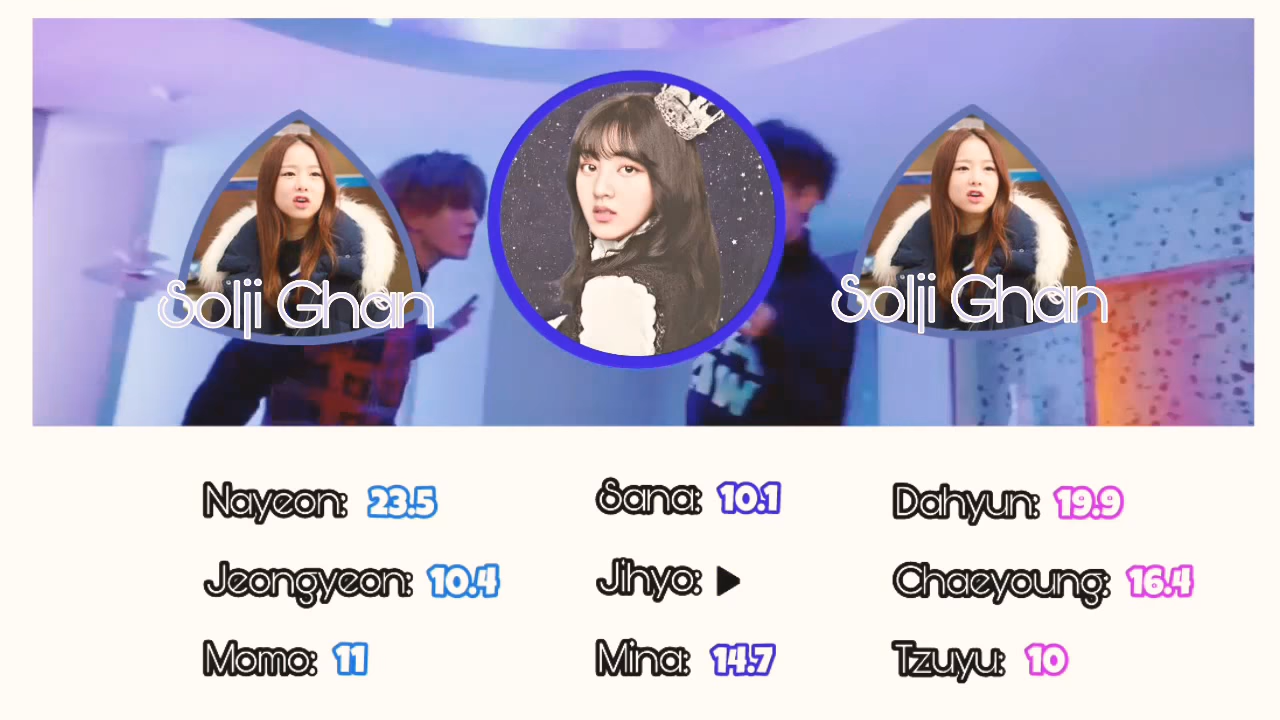 Solji Ghan
Solji Ghan
Nayeon: 23.5
Jeongyeon: 10.4
Momo: 11
Sana: 10.1
Jihyo: ▶
Mina: 14.7
Dahyun: 19.9
Chaeyoung: 16.4
Tzuyu: 10